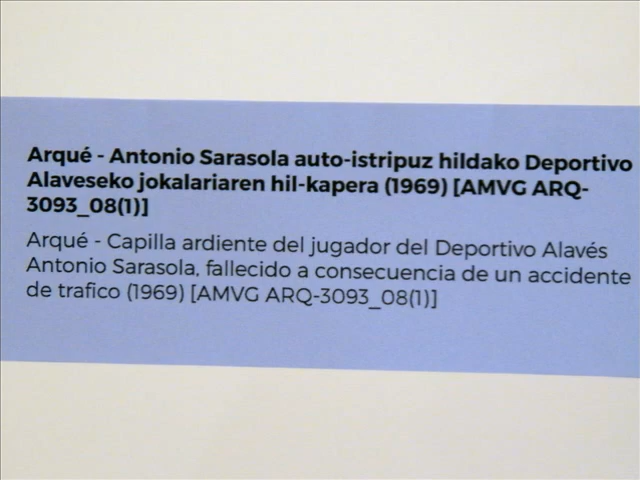 Arqué - Antonio Sarasola auto-istripuz hildako Deportivo
Alaveseko jokalariaren hil-kapera (1969) [AMVG ARQ-
3093_08(1)]
Arqué - Capilla ardiente del jugador del Deportivo Alavés
Antonio Sarasola, fallecido a consecuencia de un accidente
de trafico (1969) [AMVG ARQ-3093_08(1)]